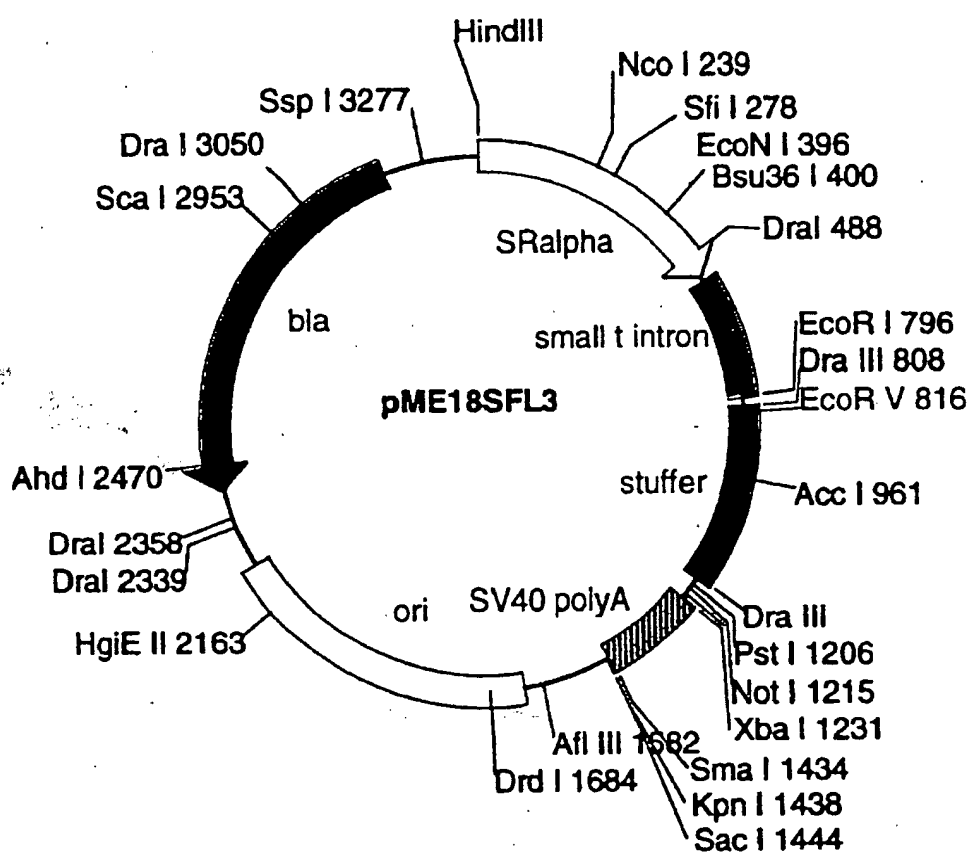 HindIII
Nco I 239
Ssp I 3277
Sfi I 278
Dra I 3050
EcoN I 396
Bsu36 I 400
Sca I 2953
DraI 488
SRalpha
bla
small t intron
EcoR I 796
Dra III 808
EcoR V 816
pME18SFL3
Ahd I 2470
stuffer
Acc I 961
DraI 2358
DraI 2339
ori
SV40 polyA
Dra III
HgiE II 2163
Pst I 1206
Not I 1215
Xba I 1231
Afl III 1682
Drd I 1684
Sma I 1434
Kpn I 1438
Sac I 1444